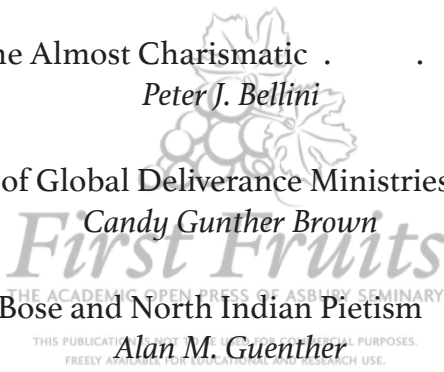 ne Almost Charismatic . .
Peter J. Bellini
of Global Deliverance Ministries
Candy Gunther Brown
First Fruits
THE ACADEMIC OPEN PRESS OF ASBURY SEMINARY
Bose and North Indian Pietism
THIS PUBLICATION IS NOT TO BE USED FOR COMMERCIAL PURPOSES.
Alan M. Guenther
FREELY AVAILABLE FOR EDUCATIONAL AND RESEARCH USE.